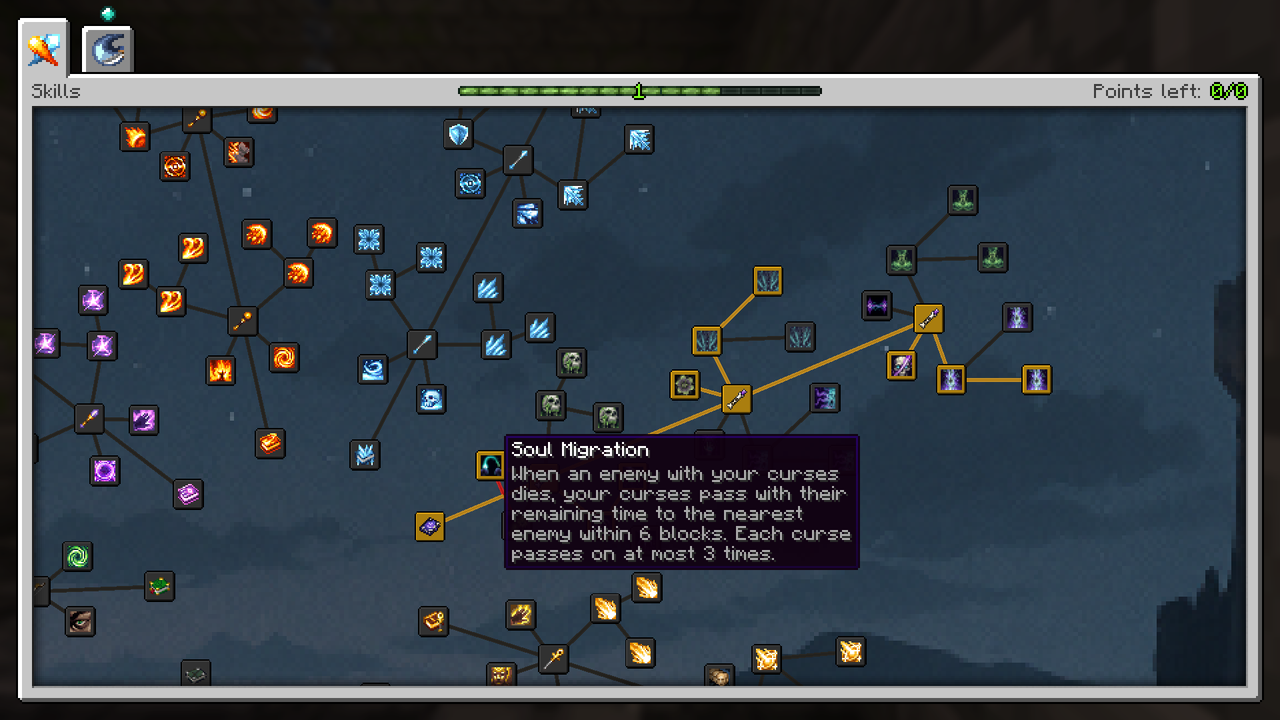 Skills
1
Points left: 0/0
Soul Migration
When an enemy with your curses
dies, your curses pass with their
remaining time to the nearest
enemy within 6 blocks. Each curse
passes on at most 3 times.